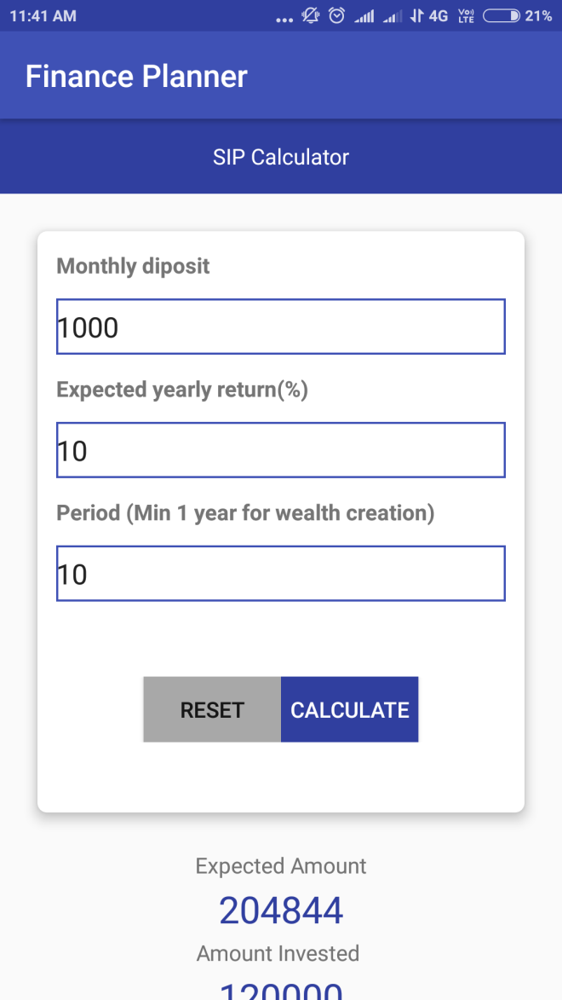 11:41 AM ... 4G Vo)) LTE 21%
Finance Planner
SIP Calculator
Monthly diposit
1000
Expected yearly return(%)
10
Period (Min 1 year for wealth creation)
10
RESET CALCULATE
Expected Amount
204844
Amount Invested
120000